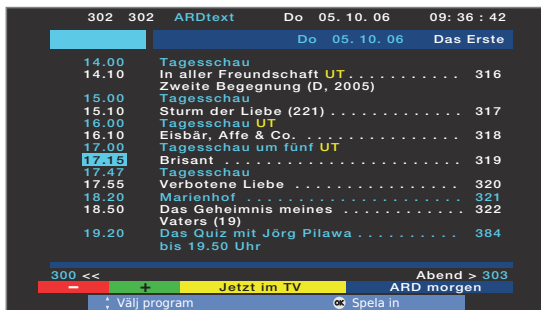 302 302 ARDtext Do 05. 10. 06 09: 36 : 42
Do 05. 10. 06 Das Erste
14.00 Tagesschau
14.10 In aller Freundschaft UT. . . . . . . . . . . 316
Zweite Begegnung (D, 2005)
15.00 Tagesschau
15.10 Sturm der Liebe (221) . . . . . . . . . . . . . 317
16.00 Tagesschau UT
16.10 Eisbär, Affe & Co. . . . . . . . . . . . . . . . 318
17.00 Tagesschau um fünf UT
17.15 Brisant . . . . . . . . . . . . . . . . . . . . . . . 319
17.47 Tagesschau
17.55 Verbotene Liebe . . . . . . . . . . . . . . . . . 320
18.20 Marienhof . . . . . . . . . . . . . . . . . . . . . 321
18.50 Das Geheimnis meines . . . . . . . . . . . . 322
Vaters (19)
19.20 Das Quiz mit Jörg Pilawa . . . . . . . . . . 384
bis 19.50 Uhr
300 << Abend > 303
− + Jetzt im TV ARD morgen
Välj program OK Spela in